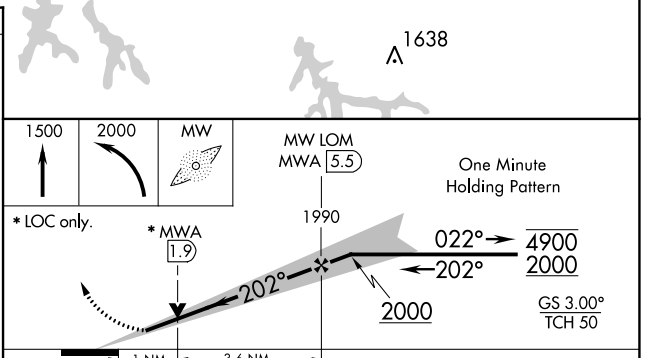 1638
1500
2000
MW
MW LOM
MWA 5.5
One Minute
Holding Pattern
* LOC only.
* MWA
1.9
1990
022°
4900
202°
2000
202°
2000
GS 3.00°
TCH 50
1 NM
3.6 NM